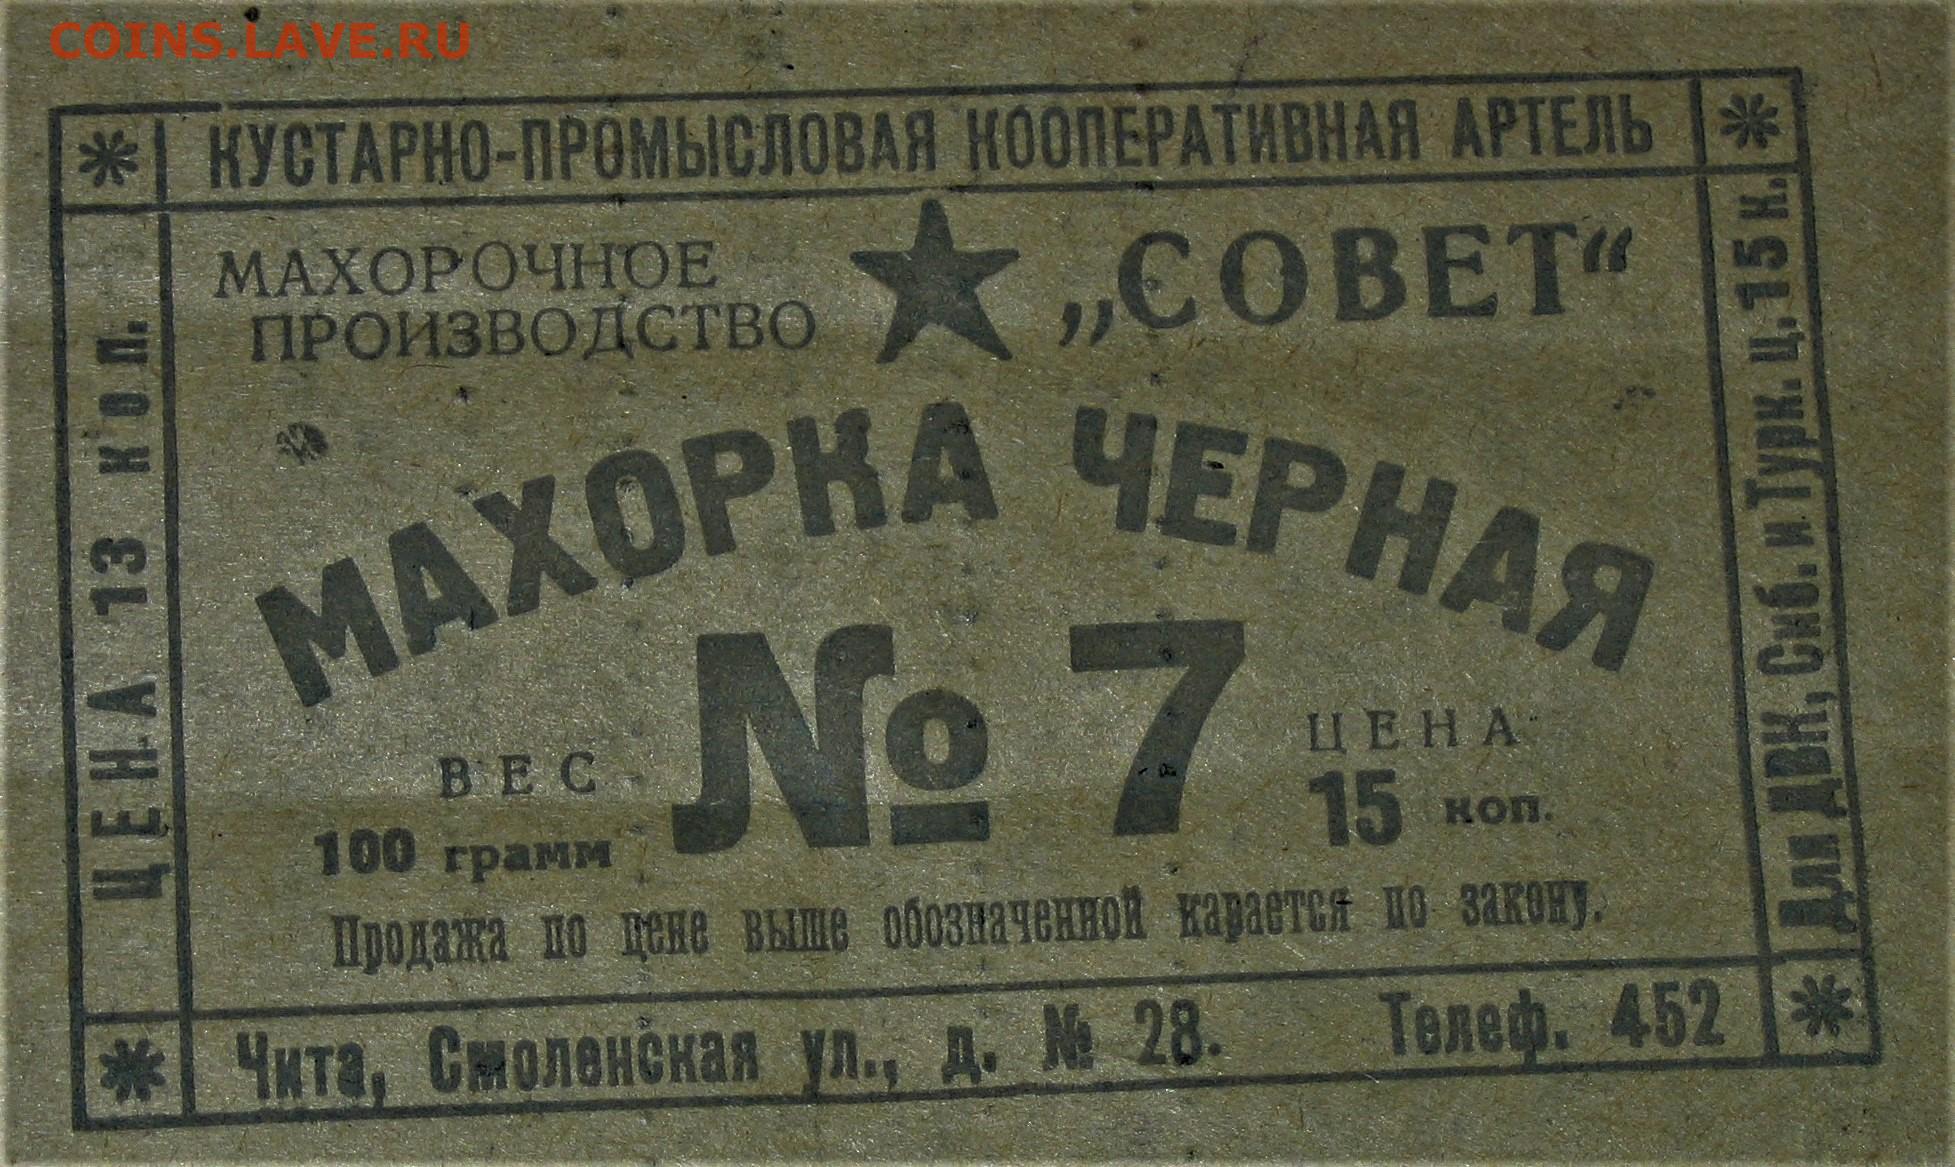 COINS.LAVE.RU
КУСТАРНО-ПРОМЫСЛОВАЯ КООПЕРАТИВНАЯ АРТЕЛЬ
МАХОРОЧНОЕ
ПРОИЗВОДСТВО
„СОВЕТ“
МАХОРКА ЧЕРНАЯ
№ 7
ВЕС
100 грамм
ЦЕНА
15 коп.
Продажа по цене выше обозначенной карается по закону.
Чита, Смоленская ул., д. № 28. Телеф. 452
ЦЕНА 13 коп.
Для ДВК, Сиб. и Турк. ц. 15 к.